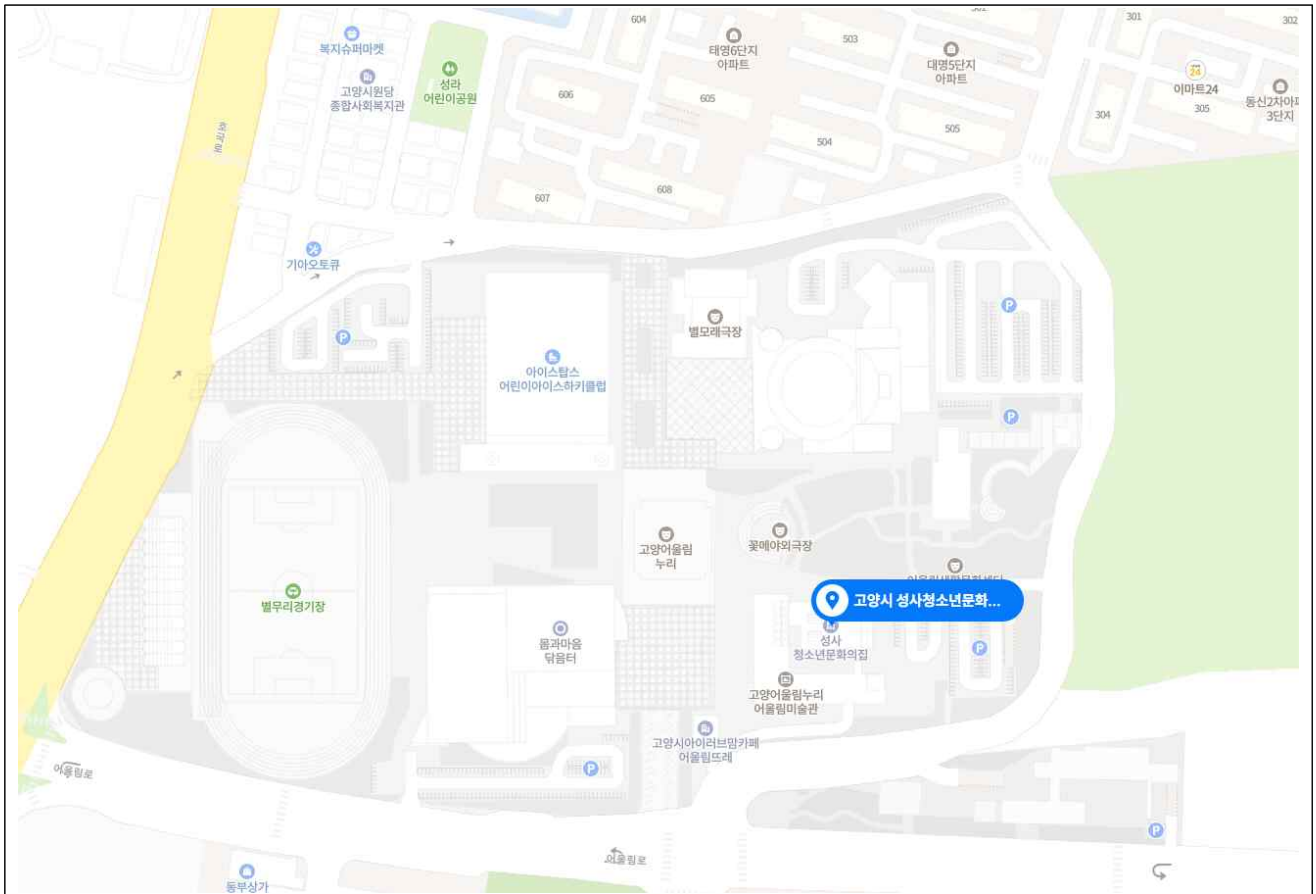 604
503
301
302
복지슈퍼마켓
태영6단지
아파트
대명5단지
아파트
고양시원당
종합사회복지관
성라
어린이공원
이마트24
606
605
305
동신2차아파
3단지
304
504
505
607
608
기아오토큐
P
P
별모래극장
아이스탑스
어린이아이스하키클럽
P
고양어울림
누리
꽃메야외극장
별무리경기장
고양시 성사청소년문화...
몸과마음
닦음터
성사
청소년문화의집
P
고양어울림누리
어울림미술관
고양시아이러브맘카페
어울림뜨레
어울림로
P
P
어울림로
동부상가